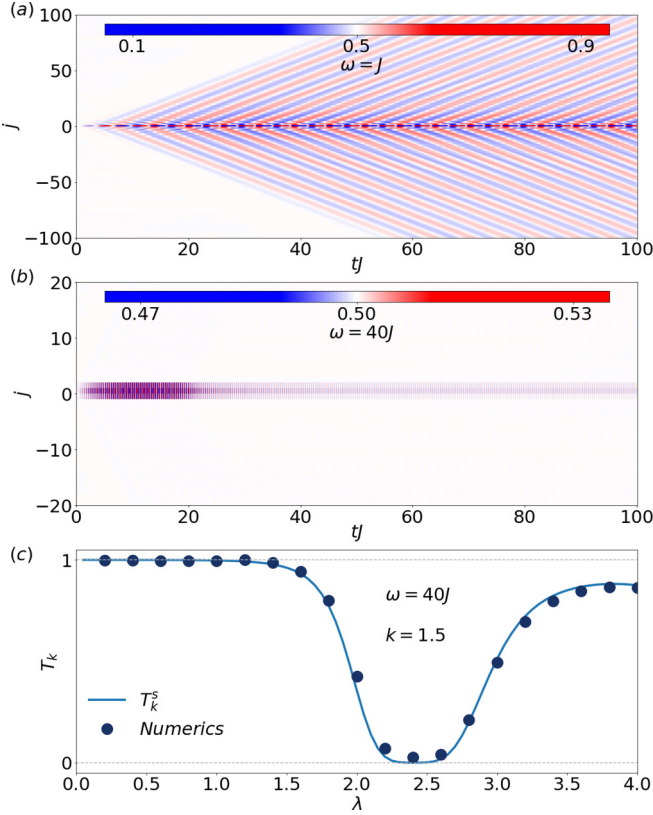 (a)
100
50
0
−50
−100
j
0.1 0.5 0.9
ω = J
0 20 40 60 80 100
tJ
(b)
20
10
0
−10
−20
j
0.47 0.50 0.53
ω = 40J
0 20 40 60 80 100
tJ
(c)
1
0
T_k
ω = 40J
k = 1.5
T_k^s
Numerics
0.0 0.5 1.0 1.5 2.0 2.5 3.0 3.5 4.0
λ